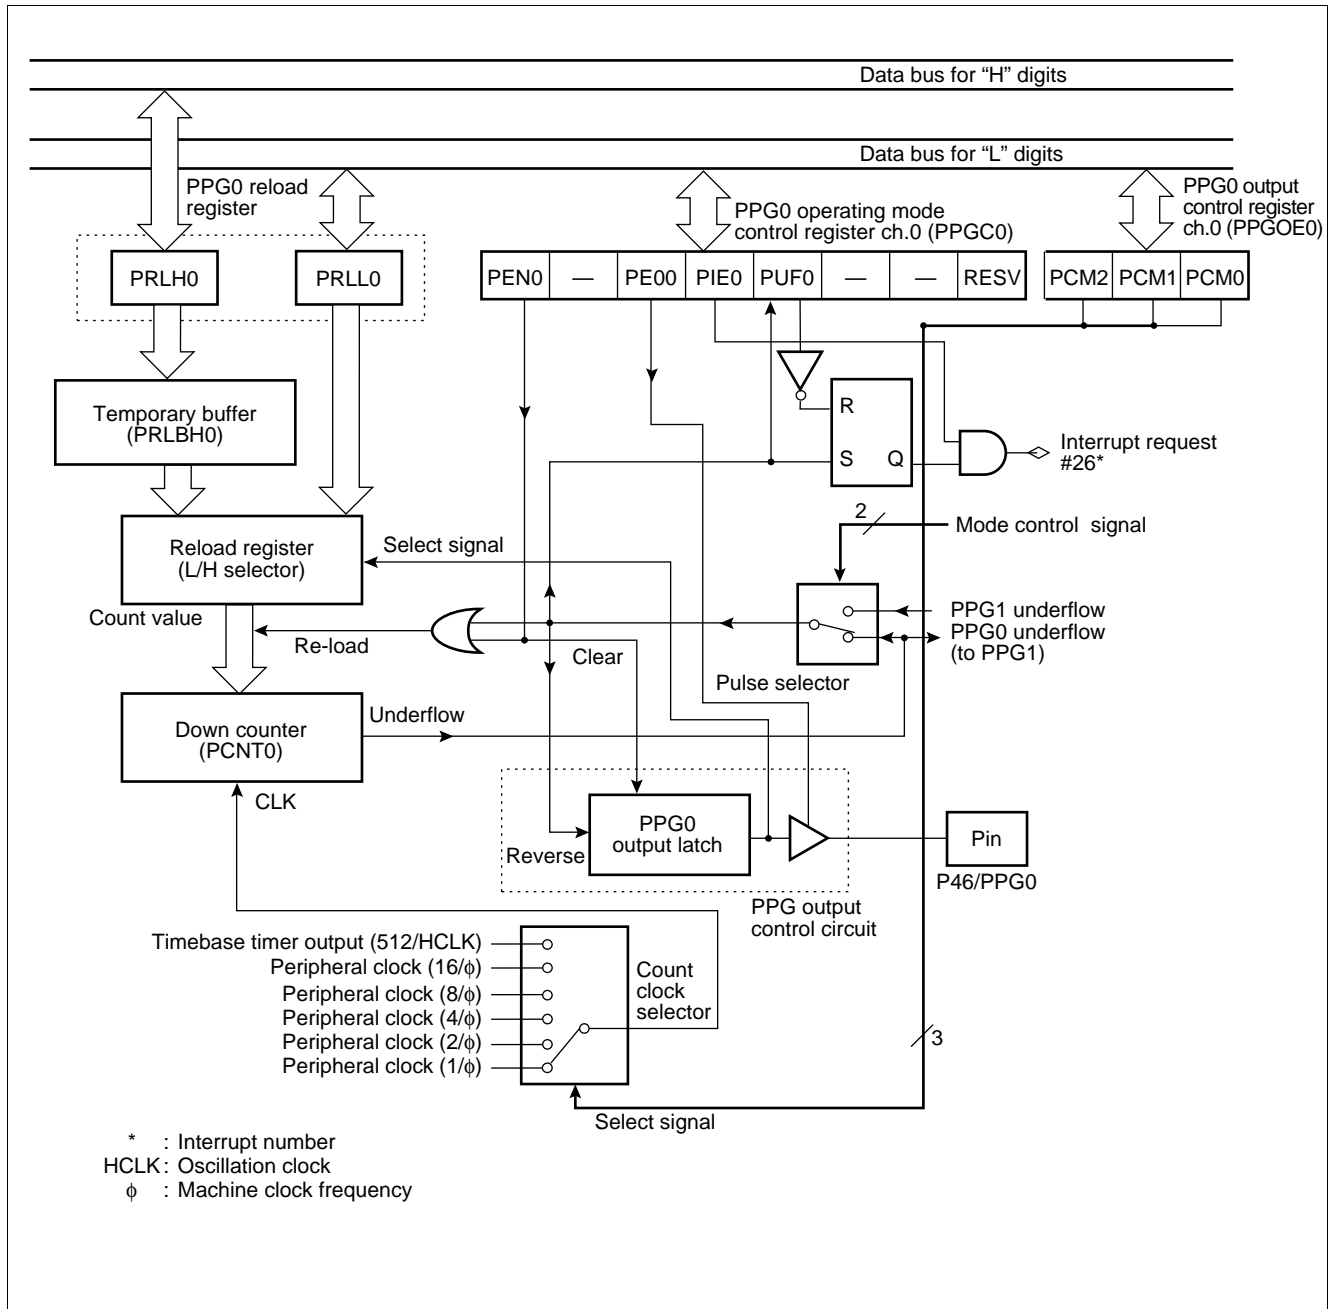 Data bus for “H” digits
Data bus for “L” digits
PPG0 reload
register
PPG0 operating mode
control register ch.0 (PPGC0)
PPG0 output
control register
ch.0 (PPGOE0)
PRLH0
PRLL0
PEN0
—
PE00
PIE0
PUF0
—
—
RESV
PCM2
PCM1
PCM0
Temporary buffer
(PRLBH0)
R
S
Q
Interrupt request
#26*
2
Mode control signal
Reload register
(L/H selector)
Select signal
Count value
Re-load
Clear
PPG1 underflow
PPG0 underflow
(to PPG1)
Pulse selector
Down counter
(PCNT0)
Underflow
CLK
PPG0
output latch
Reverse
Pin
P46/PPG0
PPG output
control circuit
Timebase timer output (512/HCLK)
Peripheral clock (16/ϕ)
Peripheral clock (8/ϕ)
Peripheral clock (4/ϕ)
Peripheral clock (2/ϕ)
Peripheral clock (1/ϕ)
Count
clock
selector
3
Select signal
* : Interrupt number
HCLK : Oscillation clock
ϕ : Machine clock frequency